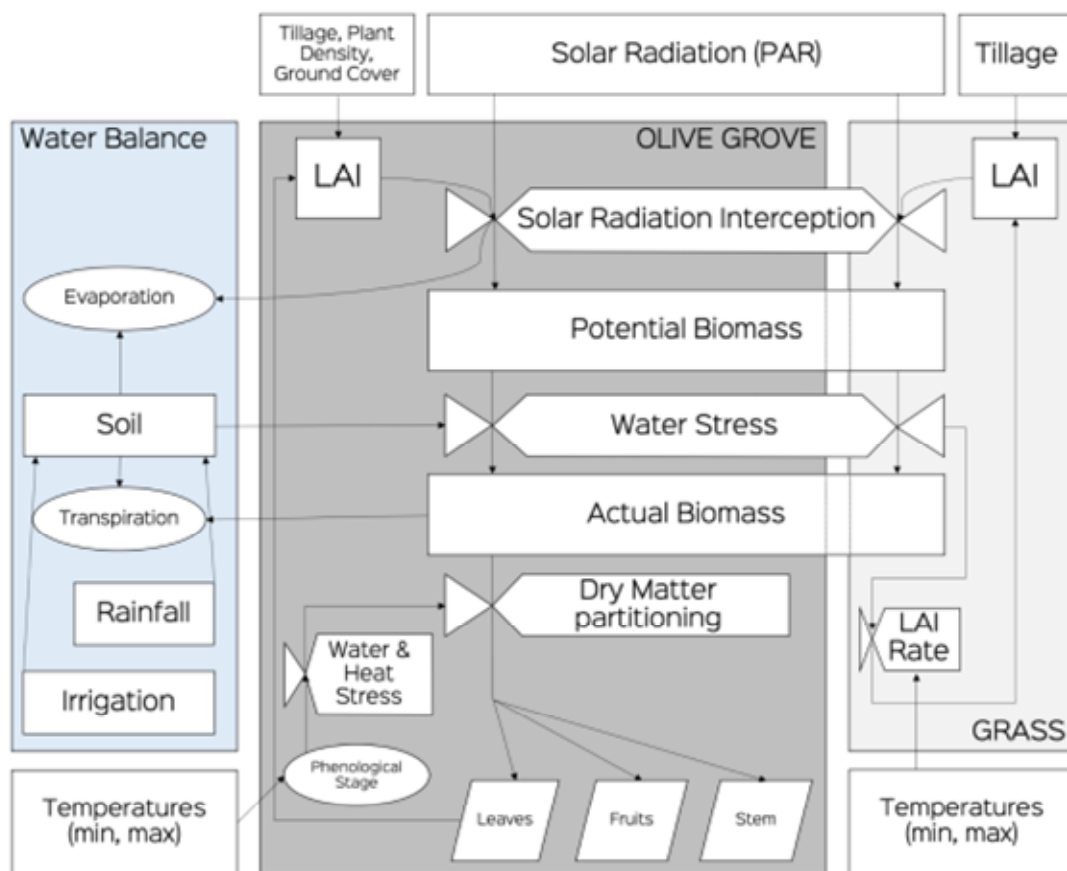 Tillage, Plant
Density,
Ground Cover
Solar Radiation (PAR)
Tillage
Water Balance
OLIVE GROVE
LAI
LAI
Solar Radiation Interception
Evaporation
Potential Biomass
Soil
Water Stress
Transpiration
Actual Biomass
Rainfall
Dry Matter
partitioning
LAI
Rate
Water &
Heat
Stress
Irrigation
GRASS
Phenological
Stage
Temperatures
(min, max)
Leaves
Fruits
Stem
Temperatures
(min, max)